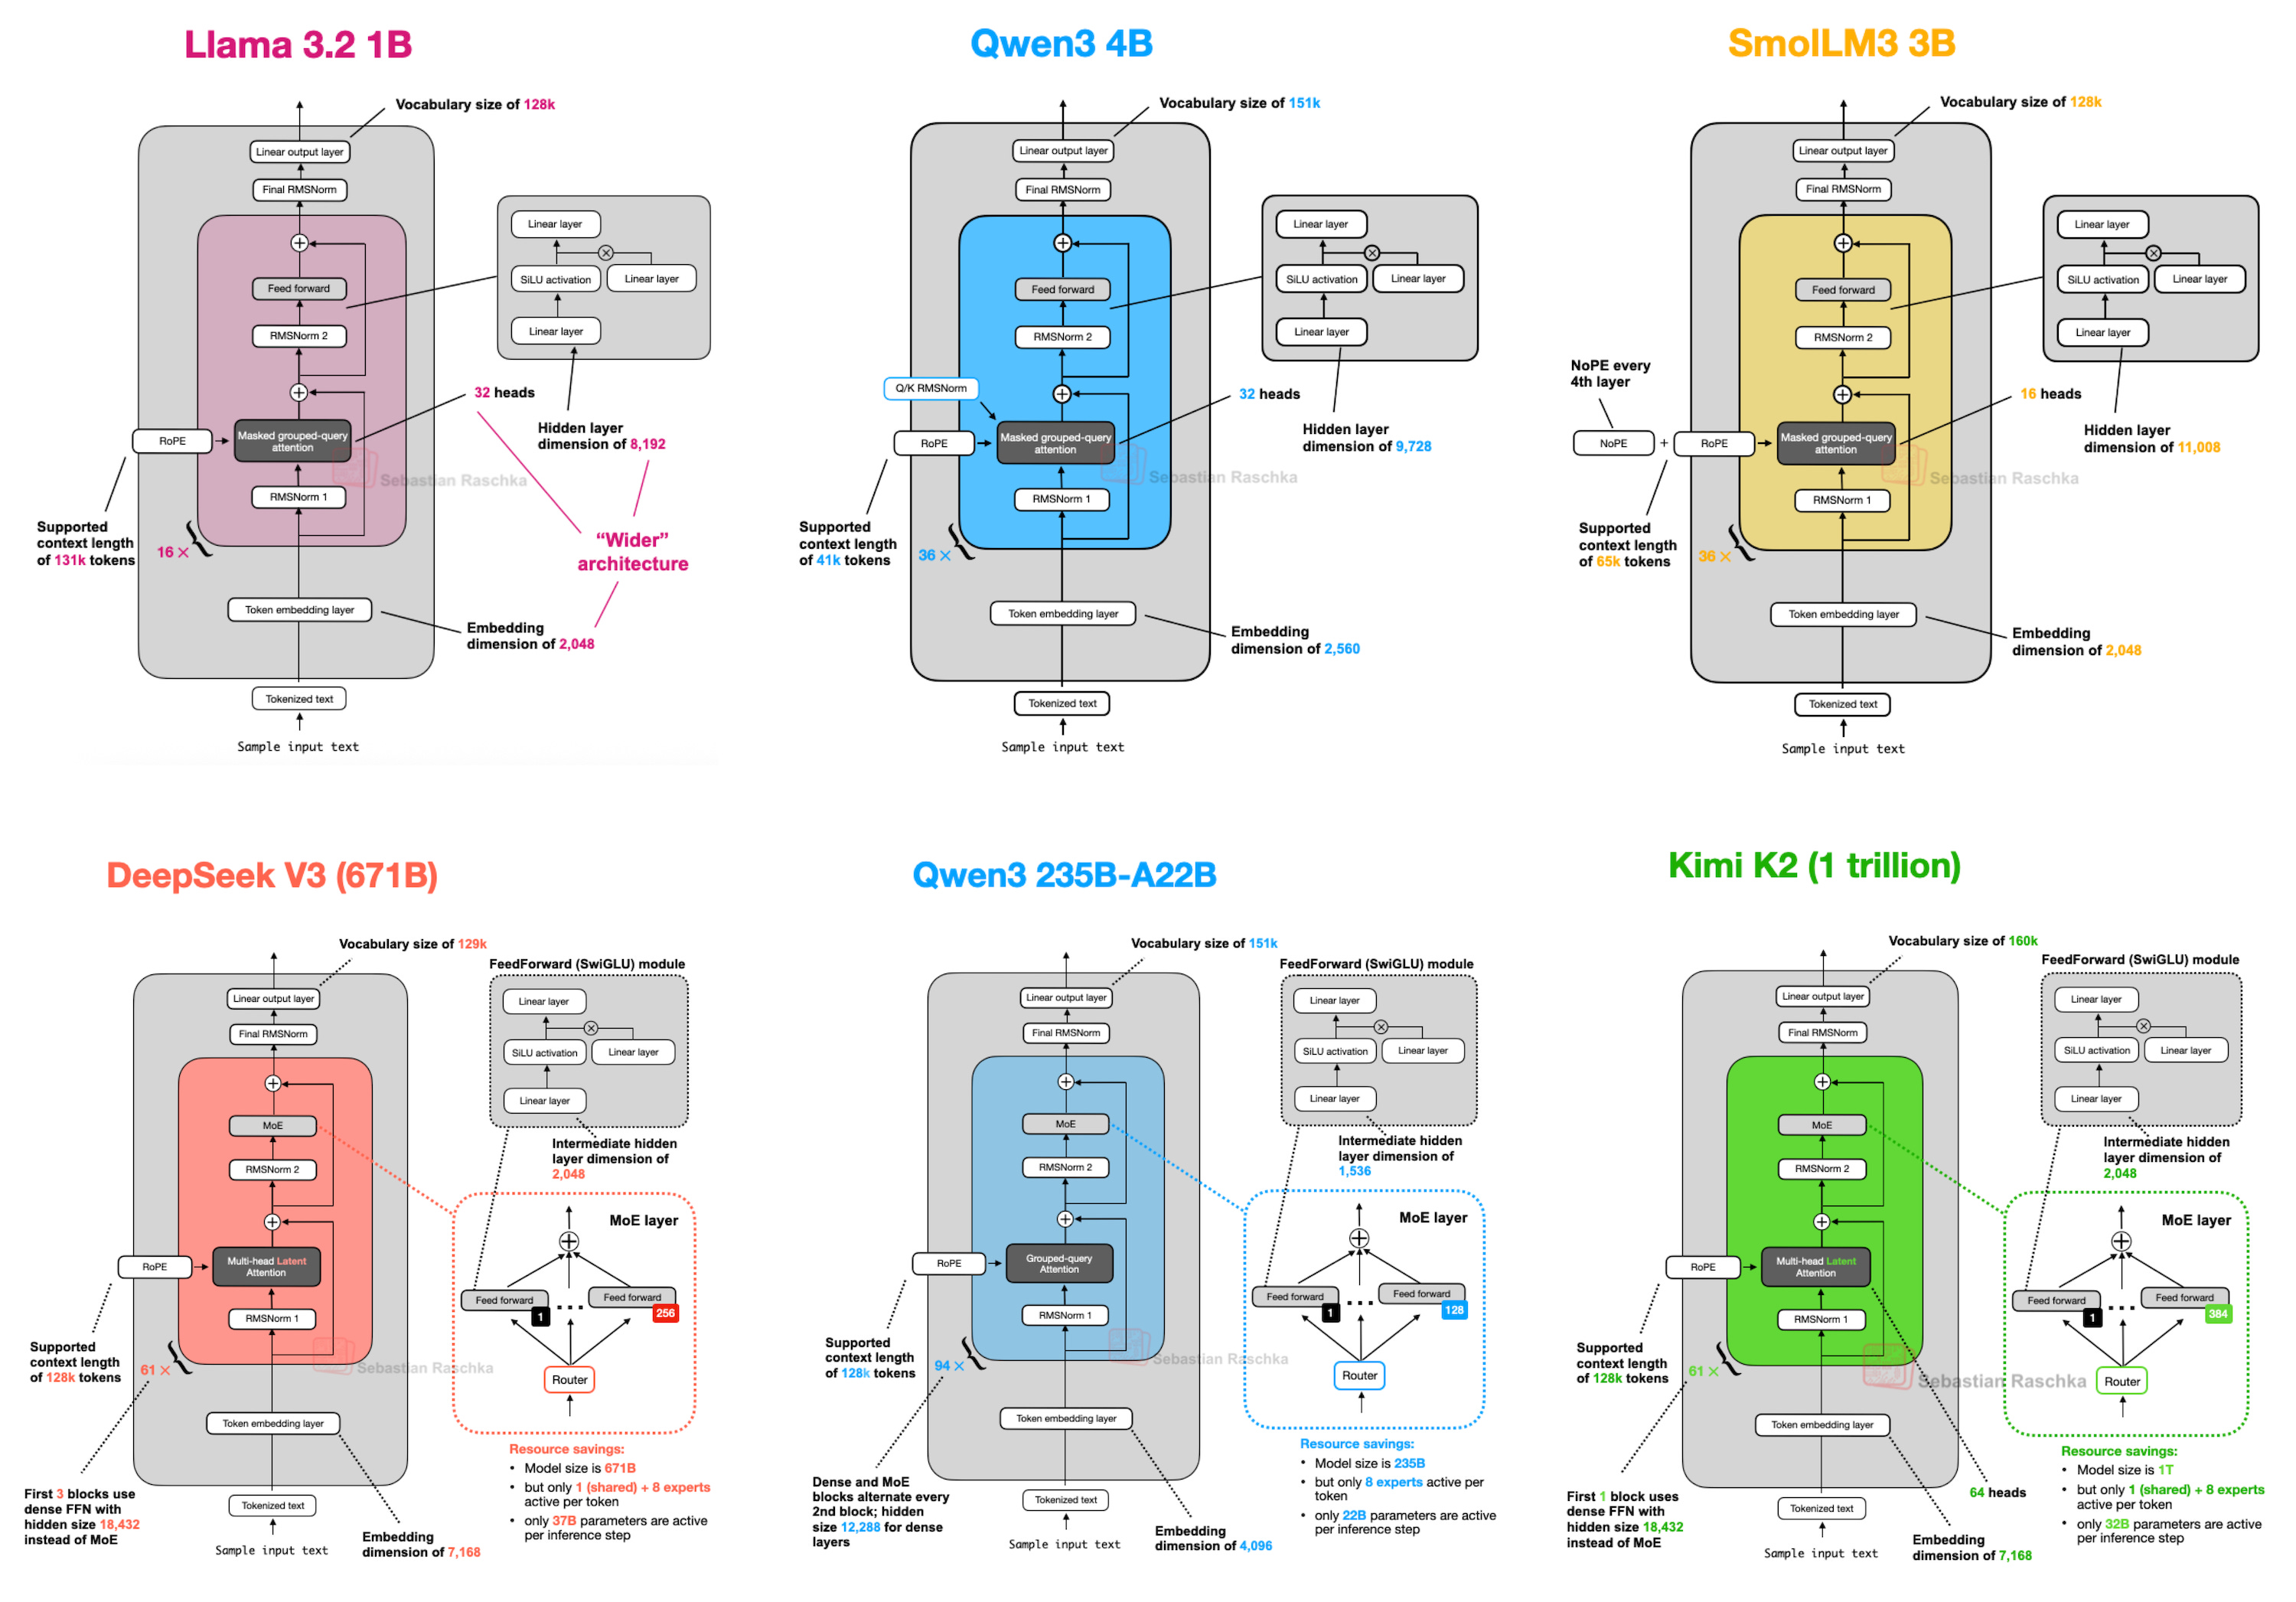 Llama 3.2 1B
Vocabulary size of 128k
Linear output layer
Final RMSNorm
Feed forward
RMSNorm 2
Masked grouped-query
attention
RoPE
RMSNorm 1
Linear layer
SiLU activation
Linear layer
Linear layer
32 heads
Hidden layer
dimension of 8,192
Supported
context length
of 131k tokens
16 ×
"Wider"
architecture
Token embedding layer
Embedding
dimension of 2,048
Tokenized text
Sample input text
Sebastian Raschka
Qwen3 4B
Vocabulary size of 151k
Linear output layer
Final RMSNorm
Feed forward
RMSNorm 2
Q/K RMSNorm
Masked grouped-query
attention
RoPE
RMSNorm 1
Linear layer
SiLU activation
Linear layer
Linear layer
32 heads
Hidden layer
dimension of 9,728
Supported
context length
of 41k tokens
36 ×
Token embedding layer
Embedding
dimension of 2,560
Tokenized text
Sample input text
Sebastian Raschka
SmolLM3 3B
Vocabulary size of 128k
Linear output layer
Final RMSNorm
Feed forward
RMSNorm 2
NoPE every
4th layer
NoPE + RoPE
Masked grouped-query
attention
RMSNorm 1
Linear layer
SiLU activation
Linear layer
Linear layer
16 heads
Hidden layer
dimension of 11,008
Supported
context length
of 65k tokens
36 ×
Token embedding layer
Embedding
dimension of 2,048
Tokenized text
Sample input text
Sebastian Raschka
DeepSeek V3 (671B)
Vocabulary size of 129k
Linear output layer
Final RMSNorm
MoE
RMSNorm 2
Multi-head Latent
Attention
RoPE
RMSNorm 1
FeedForward (SwiGLU) module
Linear layer
SiLU activation
Linear layer
Linear layer
Intermediate hidden
layer dimension of
2,048
MoE layer
Feed forward
1
...
Feed forward
256
Router
Supported
context length
of 128k tokens
61 ×
Token embedding layer
First 3 blocks use
dense FFN with
hidden size 18,432
instead of MoE
Tokenized text
Sample input text
Embedding
dimension of 7,168
Resource savings:
• Model size is 671B
• but only 1 (shared) + 8 experts
active per token
• only 37B parameters are active
per inference step
Sebastian Raschka
Qwen3 235B-A22B
Vocabulary size of 151k
Linear output layer
Final RMSNorm
MoE
RMSNorm 2
Grouped-query
Attention
RoPE
RMSNorm 1
FeedForward (SwiGLU) module
Linear layer
SiLU activation
Linear layer
Linear layer
Intermediate hidden
layer dimension of
1,536
MoE layer
Feed forward
1
...
Feed forward
128
Router
Supported
context length
of 128k tokens
94 ×
Token embedding layer
Dense and MoE
blocks alternate every
2nd block; hidden
size 12,288 for dense
layers
Tokenized text
Sample input text
Embedding
dimension of 4,096
Resource savings:
• Model size is 235B
• but only 8 experts active per
token
• only 22B parameters are active
per inference step
Sebastian Raschka
Kimi K2 (1 trillion)
Vocabulary size of 160k
Linear output layer
Final RMSNorm
MoE
RMSNorm 2
Multi-head Latent
Attention
RoPE
RMSNorm 1
FeedForward (SwiGLU) module
Linear layer
SiLU activation
Linear layer
Linear layer
Intermediate hidden
layer dimension of
2,048
MoE layer
Feed forward
1
...
Feed forward
384
Router
Supported
context length
of 128k tokens
61 ×
Token embedding layer
First 1 block uses
dense FFN with
hidden size 18,432
instead of MoE
Tokenized text
Sample input text
64 heads
Embedding
dimension of 7,168
Resource savings:
• Model size is 1T
• but only 1 (shared) + 8 experts
active per token
• only 32B parameters are active
per inference step
Sebastian Raschka